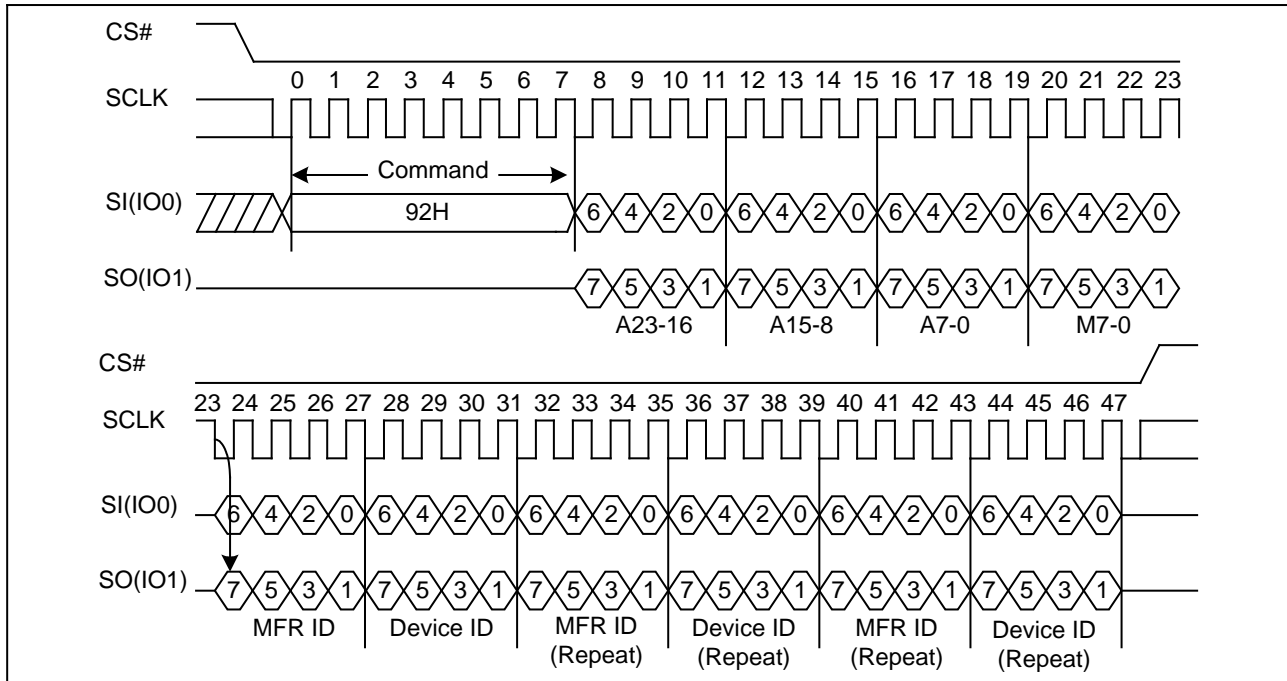 CS#
0 1 2 3 4 5 6 7 8 9 10 11 12 13 14 15 16 17 18 19 20 21 22 23
SCLK
Command
SI(IO0)
92H
6 4 2 0 6 4 2 0 6 4 2 0 6 4 2 0
SO(IO1)
7 5 3 1 7 5 3 1 7 5 3 1 7 5 3 1
A23-16 A15-8 A7-0 M7-0
CS#
23 24 25 26 27 28 29 30 31 32 33 34 35 36 37 38 39 40 41 42 43 44 45 46 47
SCLK
SI(IO0)
6 4 2 0 6 4 2 0 6 4 2 0 6 4 2 0 6 4 2 0 6 4 2 0
SO(IO1)
7 5 3 1 7 5 3 1 7 5 3 1 7 5 3 1 7 5 3 1 7 5 3 1
MFR ID Device ID MFR ID Device ID MFR ID Device ID
(Repeat) (Repeat) (Repeat) (Repeat)